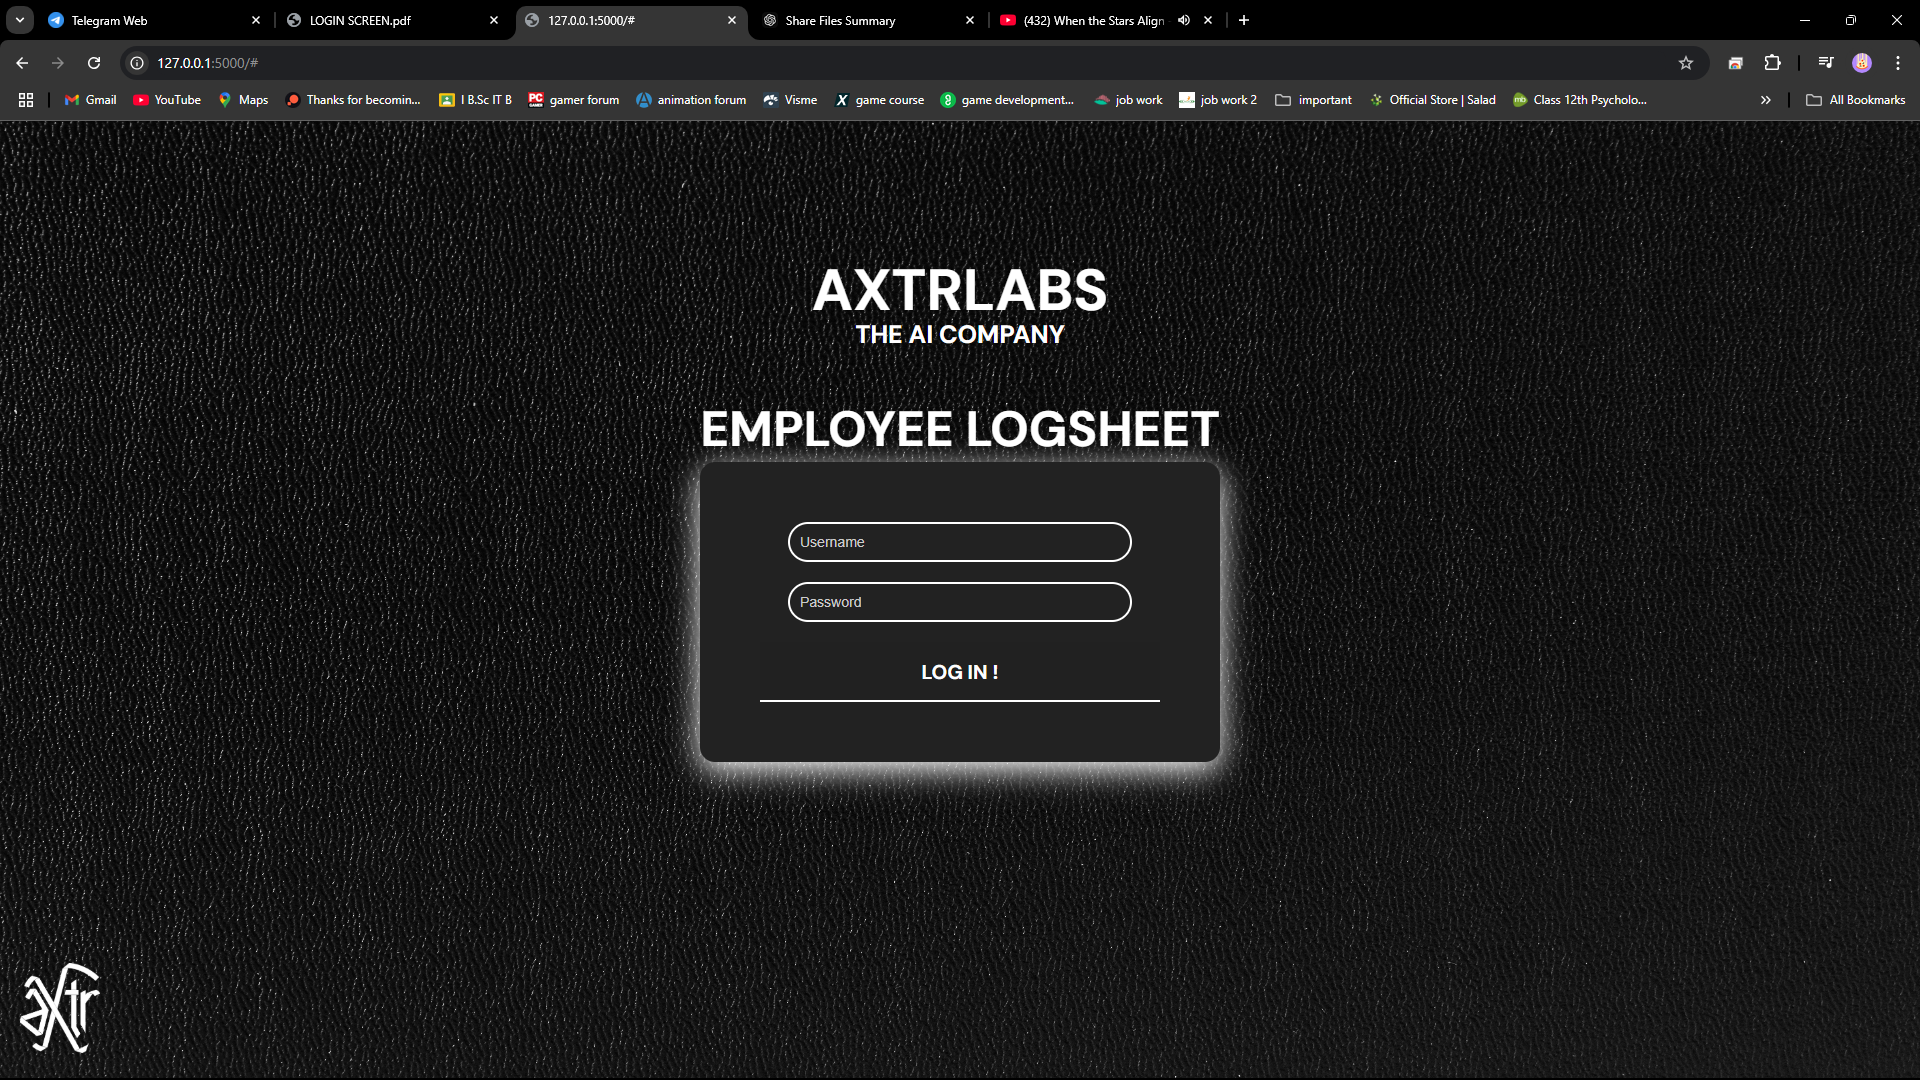 Telegram Web
LOGIN SCREEN.pdf
127.0.0.1:5000/#
Share Files Summary
(432) When the Stars Align
127.0.0.1:5000/#
Gmail
YouTube
Maps
Thanks for becomin...
I B.Sc IT B
gamer forum
animation forum
Visme
game course
game development...
job work
job work 2
important
Official Store | Salad
Class 12th Psycholo...
All Bookmarks
AXTRLABS
THE AI COMPANY
EMPLOYEE LOGSHEET
Username
Password
LOG IN !
aXtr